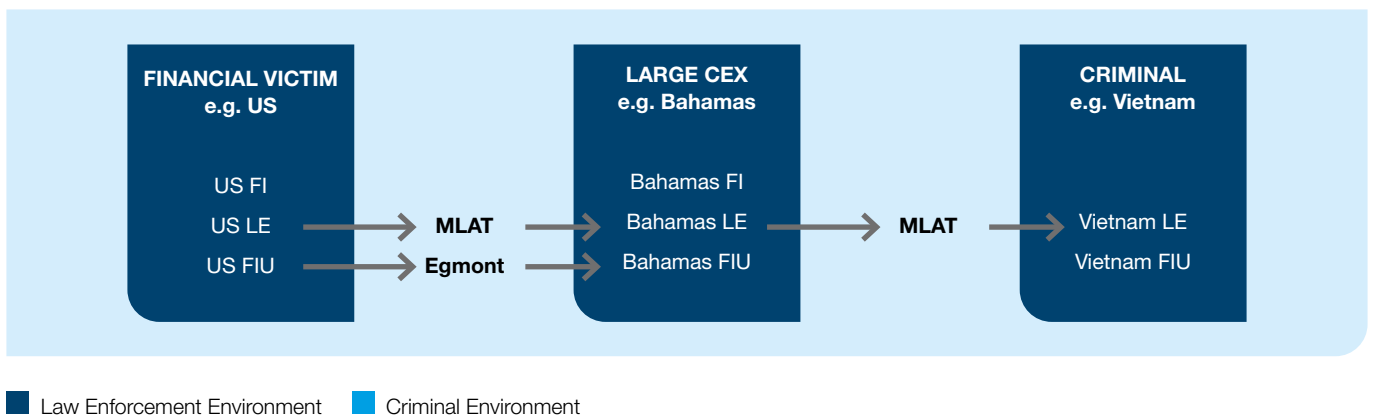 FINANCIAL VICTIM
e.g. US
US FI
US LE
US FIU
MLAT
Egmont
LARGE CEX
e.g. Bahamas
Bahamas FI
Bahamas LE
Bahamas FIU
MLAT
CRIMINAL
e.g. Vietnam
Vietnam LE
Vietnam FIU
Law Enforcement Environment
Criminal Environment